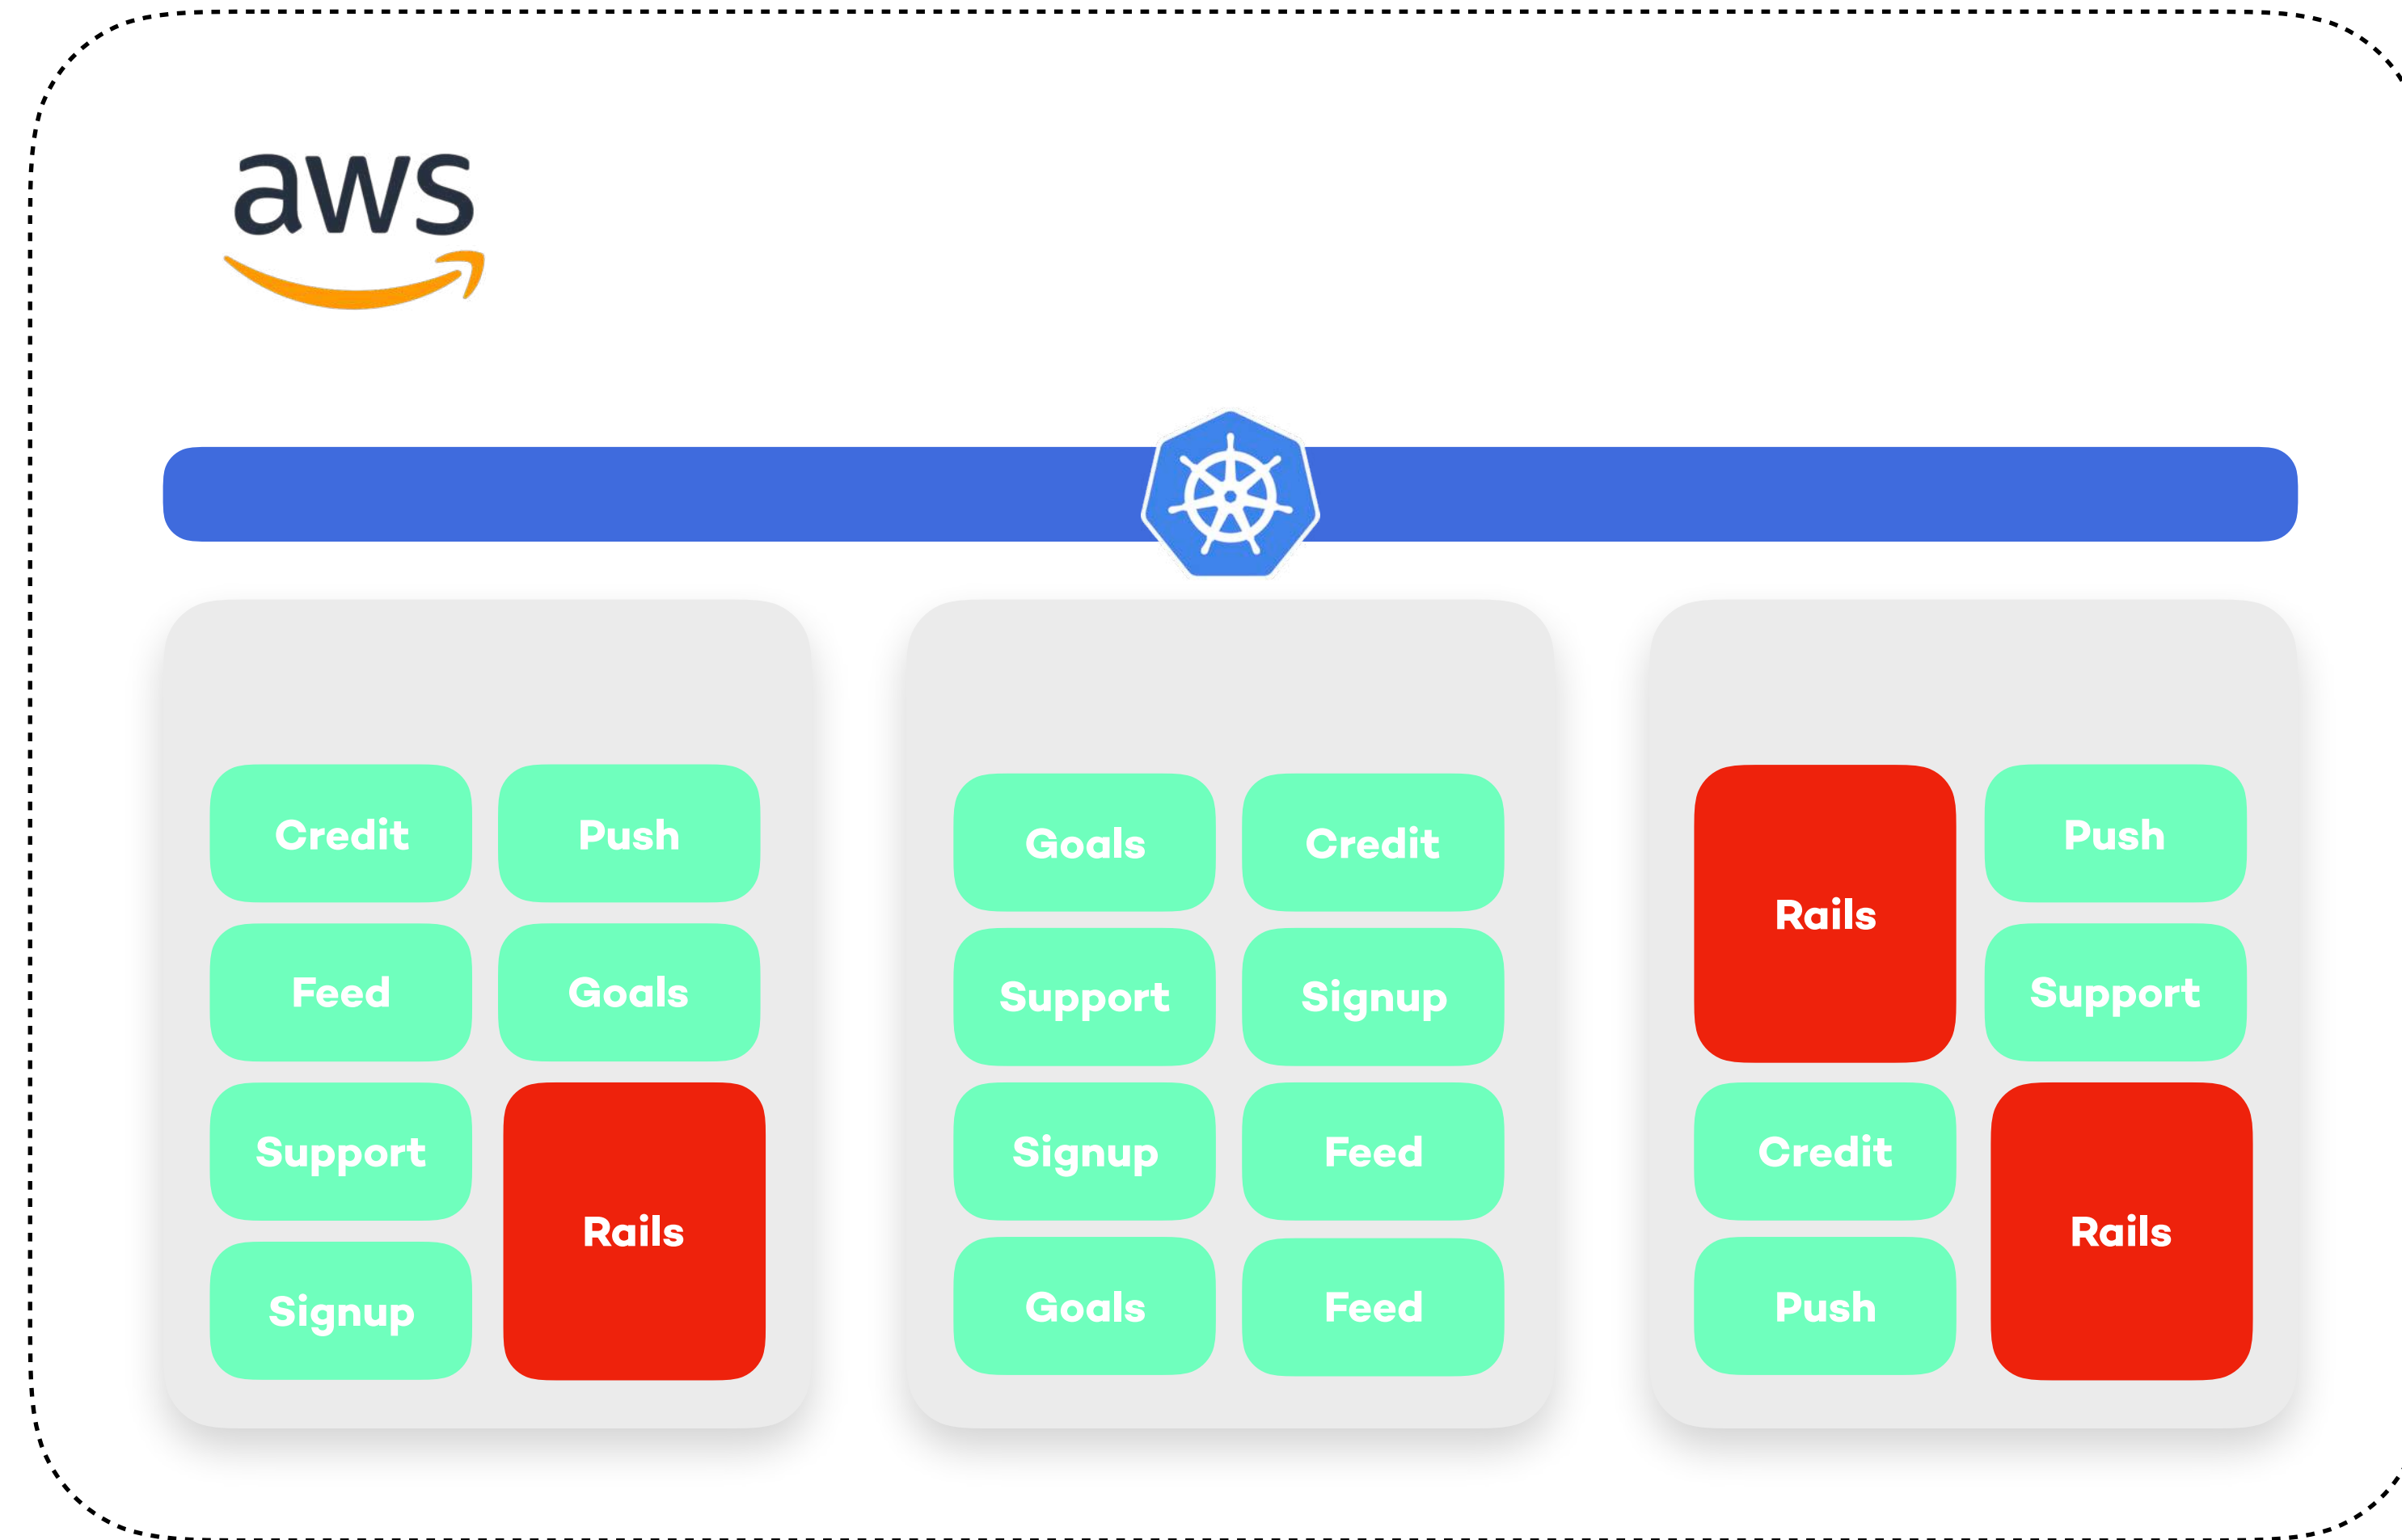 aws
Credit
Push
Feed
Goals
Support
Rails
Signup
Goals
Credit
Support
Signup
Signup
Feed
Goals
Feed
Rails
Push
Support
Credit
Rails
Push